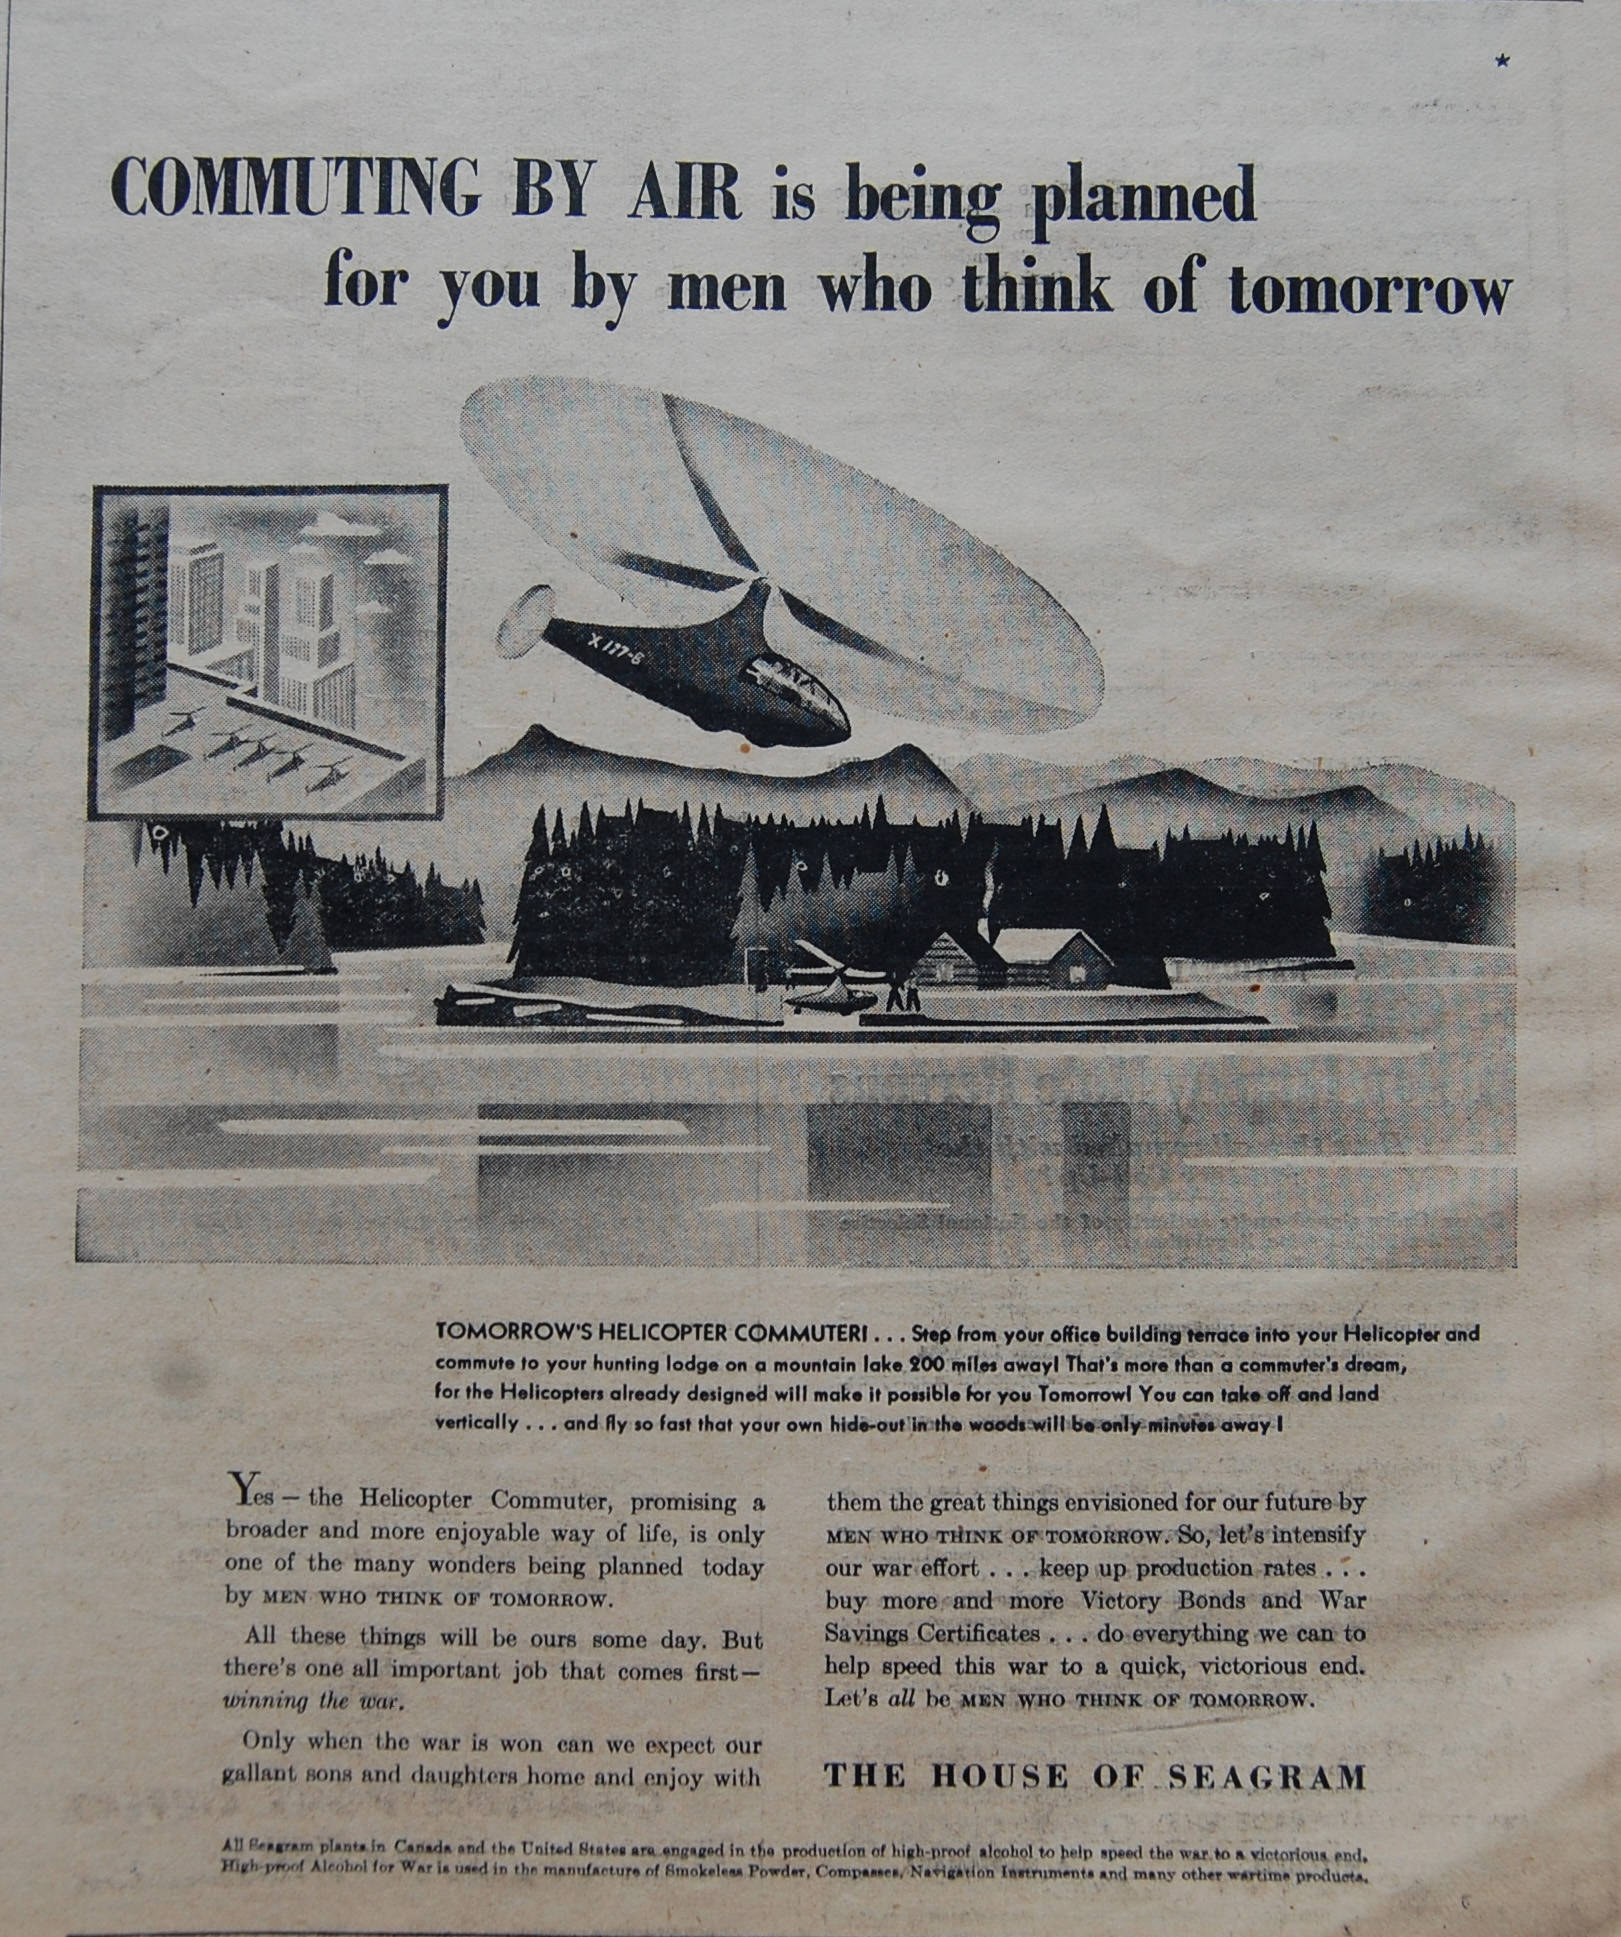 COMMUTING BY AIR is being planned
for you by men who think of tomorrow
X177-6
TOMORROW'S HELICOPTER COMMUTER! . . . Step from your office building terrace into your Helicopter and
commute to your hunting lodge on a mountain lake 200 miles away! That's more than a commuter's dream,
for the Helicopters already designed will make it possible for you Tomorrow! You can take off and land
vertically . . . and fly so fast that your own hide-out in the woods will be only minutes away!
Yes — the Helicopter Commuter, promising a
broader and more enjoyable way of life, is only
one of the many wonders being planned today
by MEN WHO THINK OF TOMORROW.
All these things will be ours some day. But
there's one all important job that comes first—
winning the war.
Only when the war is won can we expect our
gallant sons and daughters home and enjoy with
them the great things envisioned for our future by
MEN WHO THINK OF TOMORROW. So, let's intensify
our war effort . . . keep up production rates . . .
buy more and more Victory Bonds and War
Savings Certificates . . . do everything we can to
help speed this war to a quick, victorious end.
Let's all be MEN WHO THINK OF TOMORROW.
THE HOUSE OF SEAGRAM
All Seagram plants in Canada and the United States are engaged in the production of high-proof alcohol to help speed the war to a victorious end.
High-proof Alcohol for War is used in the manufacture of Smokeless Powder, Compasses, Navigation Instruments and many other wartime products.